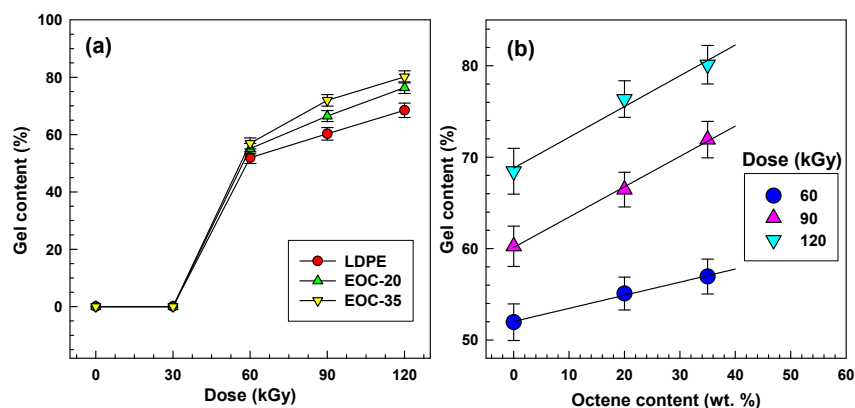 (a)
Gel content (%)
100
80
60
40
20
0
0 30 60 90 120
Dose (kGy)
LDPE
EOC-20
EOC-35
(b)
Gel content (%)
80
70
60
50
0 10 20 30 40 50 60
Octene content (wt. %)
Dose (kGy)
60
90
120